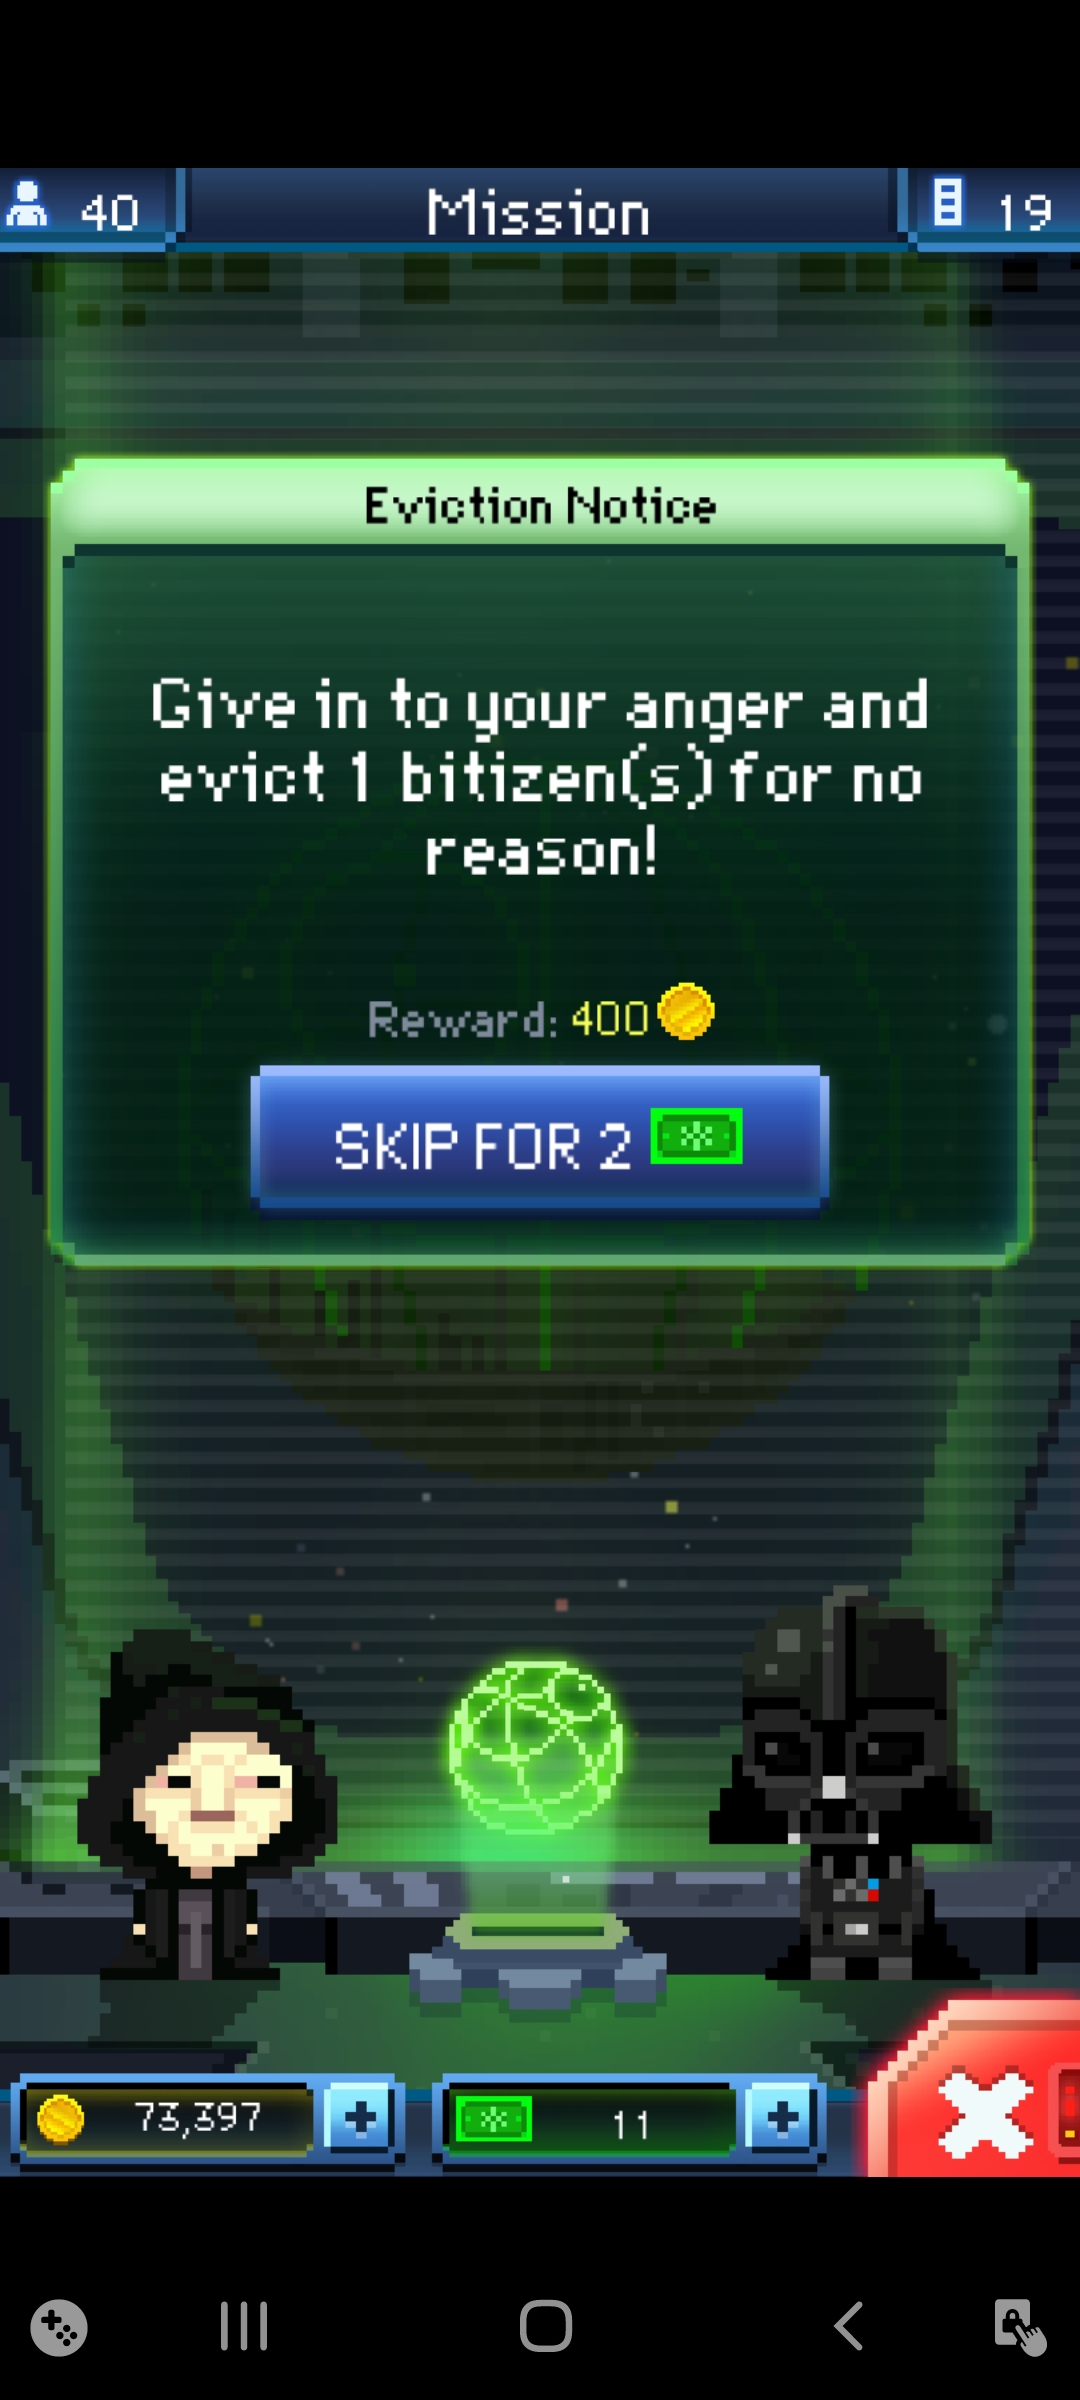 40
Mission
19
Eviction Notice
Give in to your anger and
evict 1 bitizen(s) for no
reason!
Reward: 400
SKIP FOR 2
73,397
11